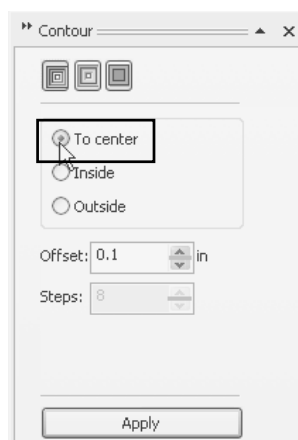 Contour
To center
Inside
Outside
Offset: 0.1 in
Steps: 8
Apply